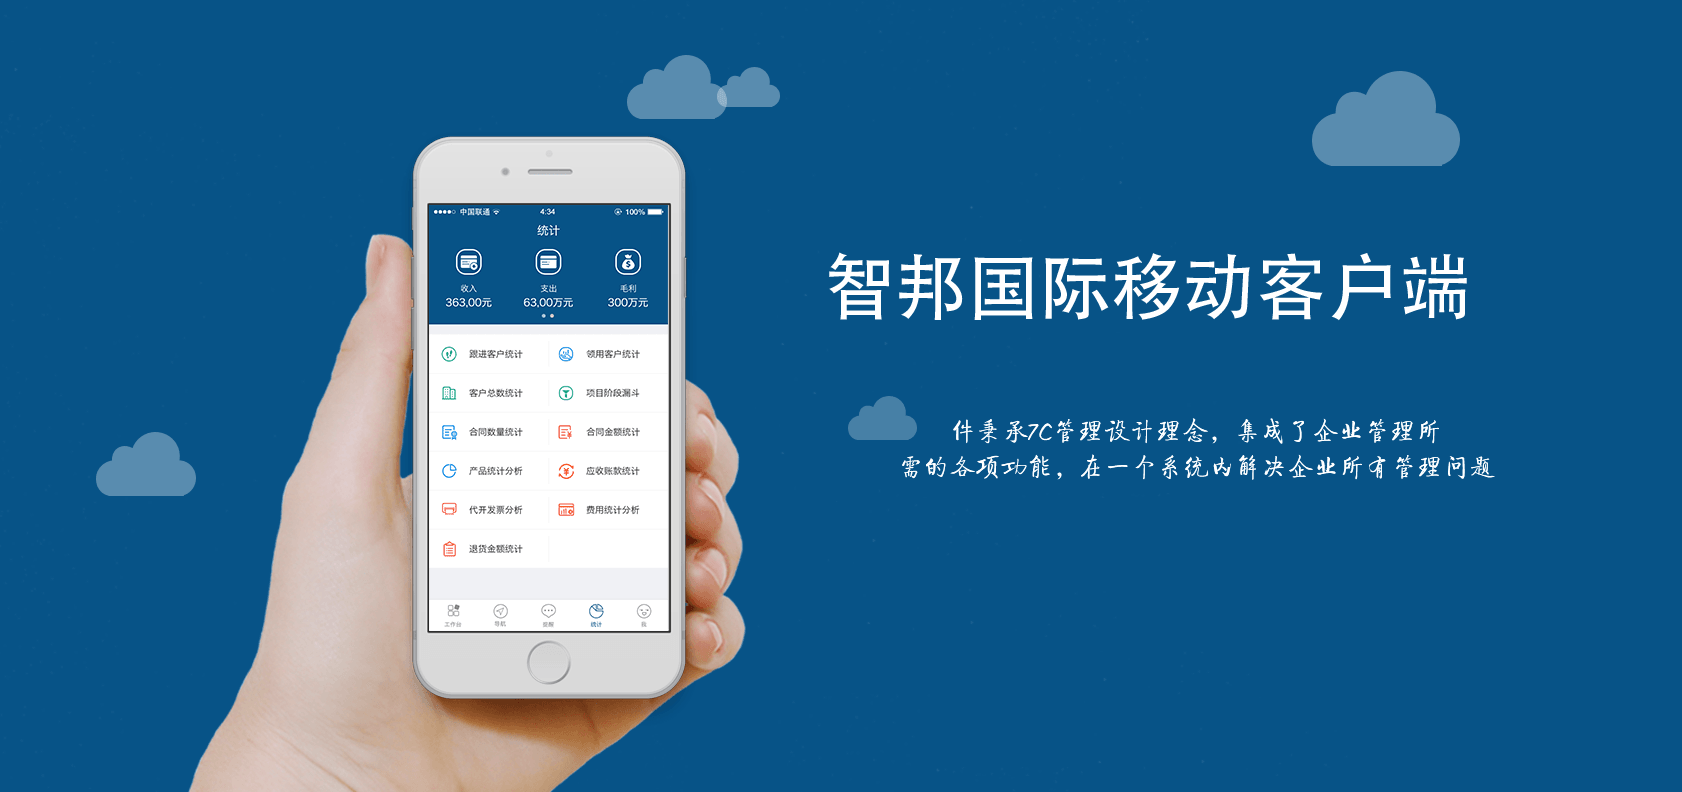 中国联通 4:34 100%
统计
收入 支出 毛利
363,00元 63,00万元 300万元
跟进客户统计 领用客户统计
客户总数统计 项目阶段漏斗
合同数量统计 合同金额统计
产品统计分析 应收账款统计
代开发票分析 费用统计分析
退货金额统计
工作台 导航 提醒 统计 我
智邦国际移动客户端
件秉承7C管理设计理念，集成了企业管理所
需的各项功能，在一个系统内解决企业所有管理问题